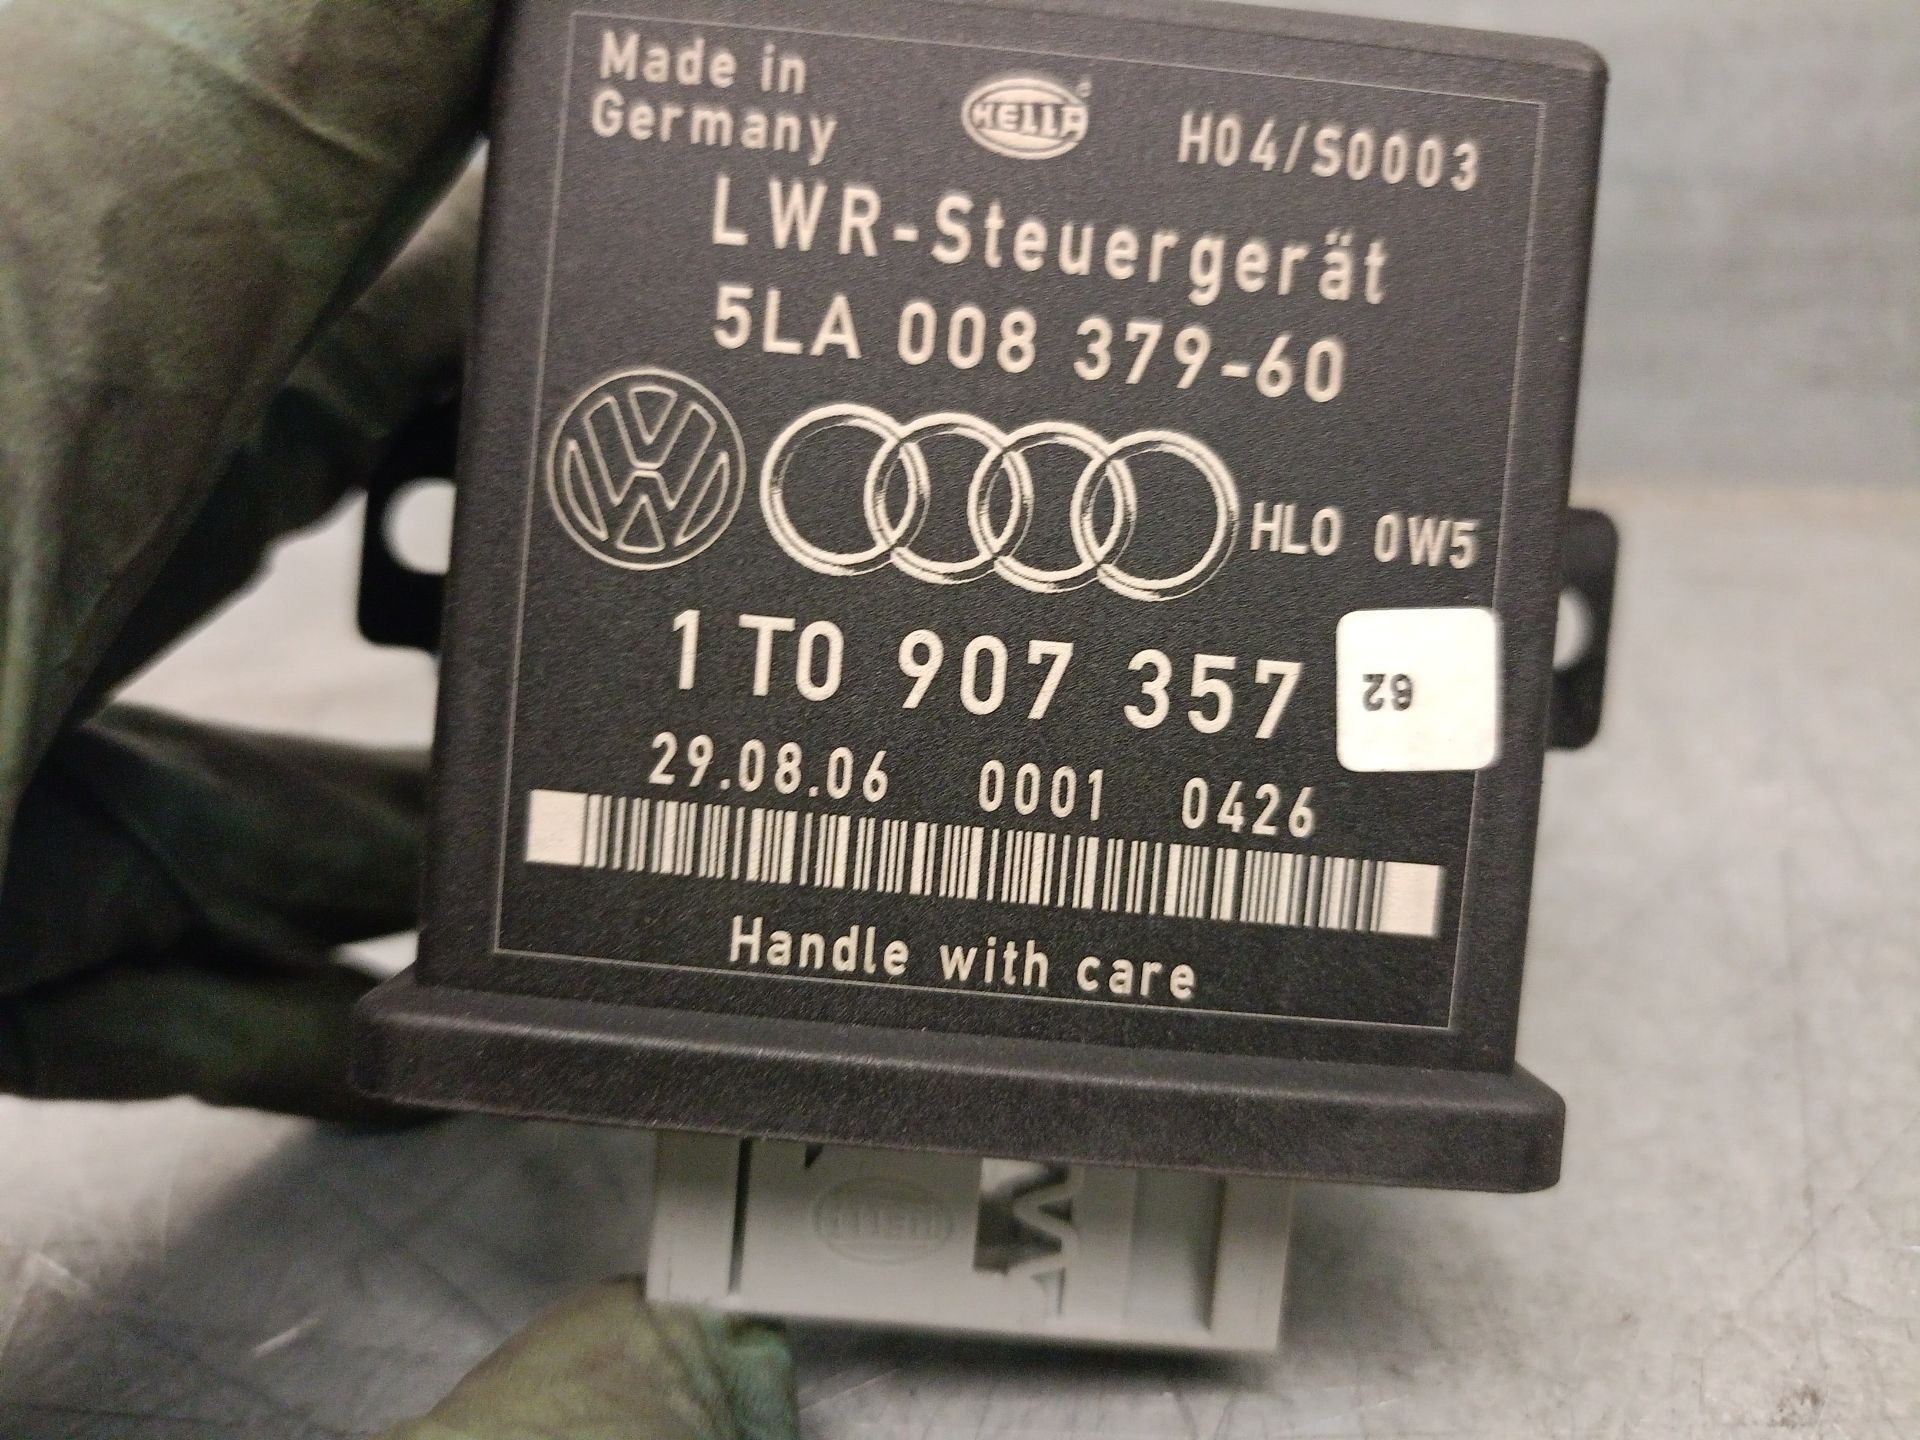 Made in
Germany
HELLA
H04/S0003
LWR-Steuergerät
5LA 008 379-60
HLO 0W5
1T0 907 357
62
29.08.06 0001 0426
Handle with care
HELLA